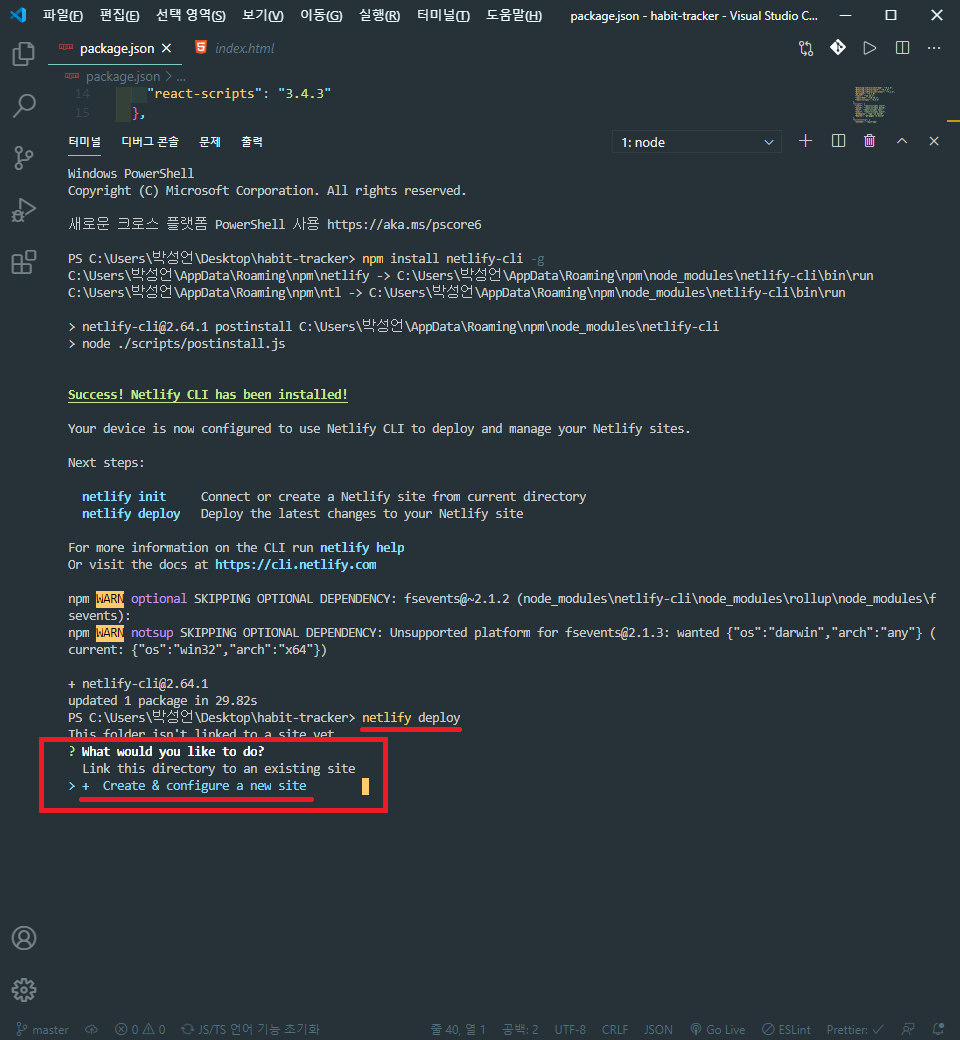 파일(F) 편집(E) 선택 영역(S) 보기(V) 이동(G) 실행(R) 터미널(T) 도움말(H) package.json - habit-tracker - Visual Studio C...
package.json index.html
package.json > ...
14 "react-scripts": "3.4.3"
15 },
터미널 디버그 콘솔 문제 출력 1: node
Windows PowerShell
Copyright (C) Microsoft Corporation. All rights reserved.
새로운 크로스 플랫폼 PowerShell 사용 https://aka.ms/pscore6
PS C:\Users\박성언\Desktop\habit-tracker> npm install netlify-cli -g
C:\Users\박성언\AppData\Roaming\npm\netlify -> C:\Users\박성언\AppData\Roaming\npm\node_modules\netlify-cli\bin\run
C:\Users\박성언\AppData\Roaming\npm\ntl -> C:\Users\박성언\AppData\Roaming\npm\node_modules\netlify-cli\bin\run
> netlify-cli@2.64.1 postinstall C:\Users\박성언\AppData\Roaming\npm\node_modules\netlify-cli
> node ./scripts/postinstall.js
Success! Netlify CLI has been installed!
Your device is now configured to use Netlify CLI to deploy and manage your Netlify sites.
Next steps:
netlify init Connect or create a Netlify site from current directory
netlify deploy Deploy the latest changes to your Netlify site
For more information on the CLI run netlify help
Or visit the docs at https://cli.netlify.com
npm WARN optional SKIPPING OPTIONAL DEPENDENCY: fsevents@~2.1.2 (node_modules\netlify-cli\node_modules\rollup\node_modules\f
sevents):
npm WARN notsup SKIPPING OPTIONAL DEPENDENCY: Unsupported platform for fsevents@2.1.3: wanted {"os":"darwin","arch":"any"} (
current: {"os":"win32","arch":"x64"})
+ netlify-cli@2.64.1
updated 1 package in 29.82s
PS C:\Users\박성언\Desktop\habit-tracker> netlify deploy
This folder isn't linked to a site yet
? What would you like to do?
Link this directory to an existing site
> + Create & configure a new site
master 0 0 JS/TS 언어 기능 초기화 줄 40, 열 1 공백: 2 UTF-8 CRLF JSON Go Live ESLint Prettier: ✓